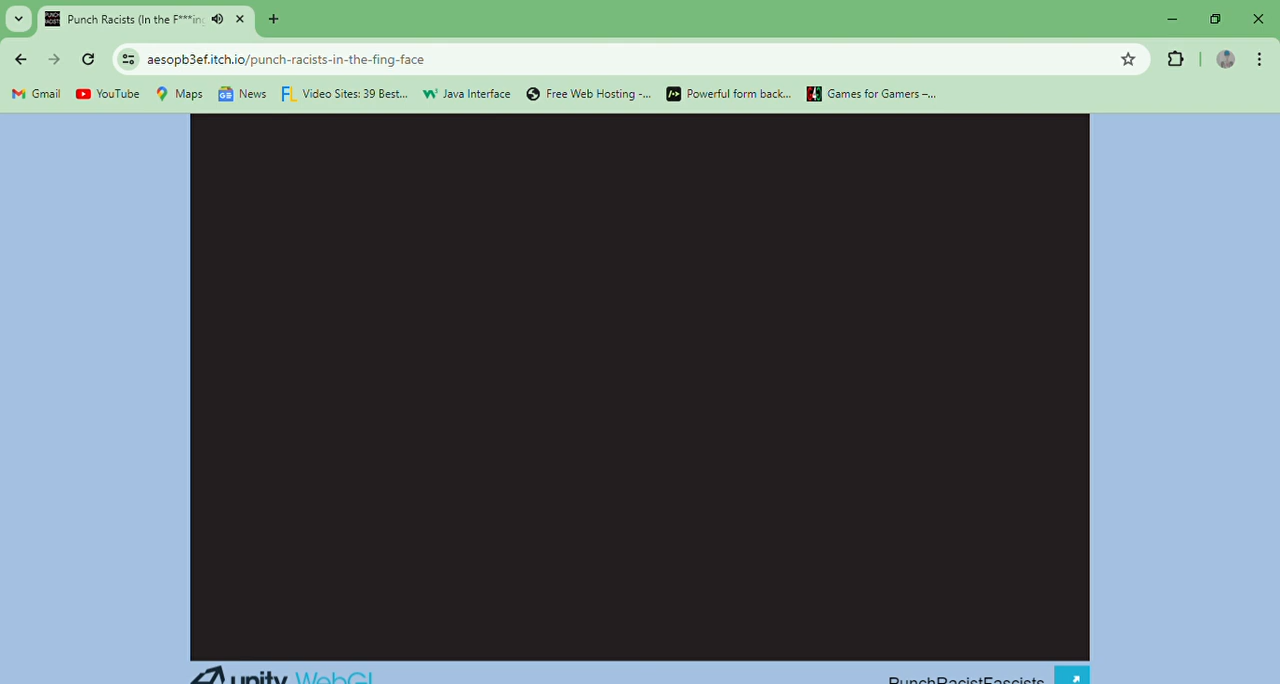 Punch Racists (In the F***ing
aesopb3ef.itch.io/punch-racists-in-the-fing-face
Gmail YouTube Maps News Video Sites: 39 Best... Java Interface Free Web Hosting -... Powerful form back... Games for Gamers –...
unity WebGL PunchRacistFascists